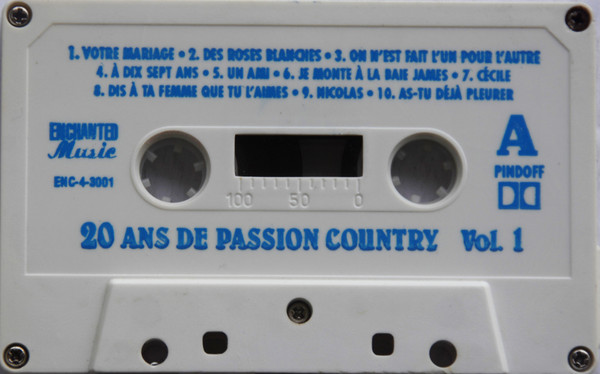 1. VOTRE MARIAGE • 2. DES ROSES BLANCHES • 3. ON N'EST FAIT L'UN POUR L'AUTRE
4. À DIX SEPT ANS • 5. UN AMI • 6. JE MONTE À LA BAIE JAMES • 7. CÉCILE
8. DIS À TA FEMME QUE TU L'AIMES • 9. NICOLAS • 10. AS-TU DÉJÀ PLEURER
ENCHANTED
Music
ENC-4-3001
A
PINDOFF
100 50 0
20 ANS DE PASSION COUNTRY Vol. 1